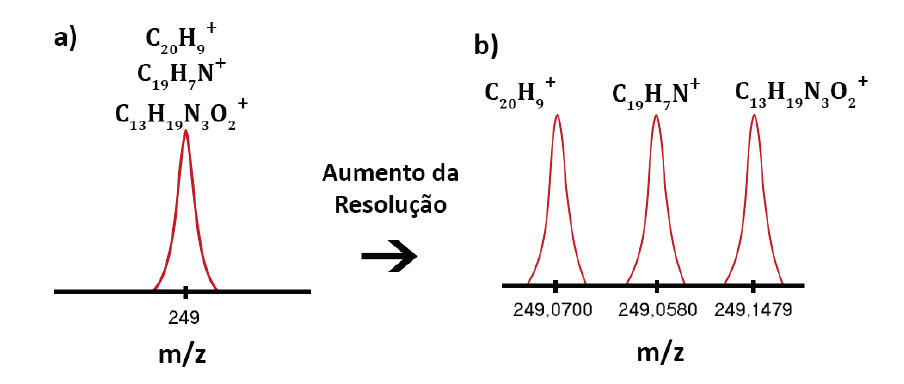 a)
C₂₀H₉⁺
C₁₉H₇N⁺
C₁₃H₁₉N₃O₂⁺
249
m/z
Aumento da
Resolução
b)
C₂₀H₉⁺ C₁₉H₇N⁺ C₁₃H₁₉N₃O₂⁺
249,0700 249,0580 249,1479
m/z